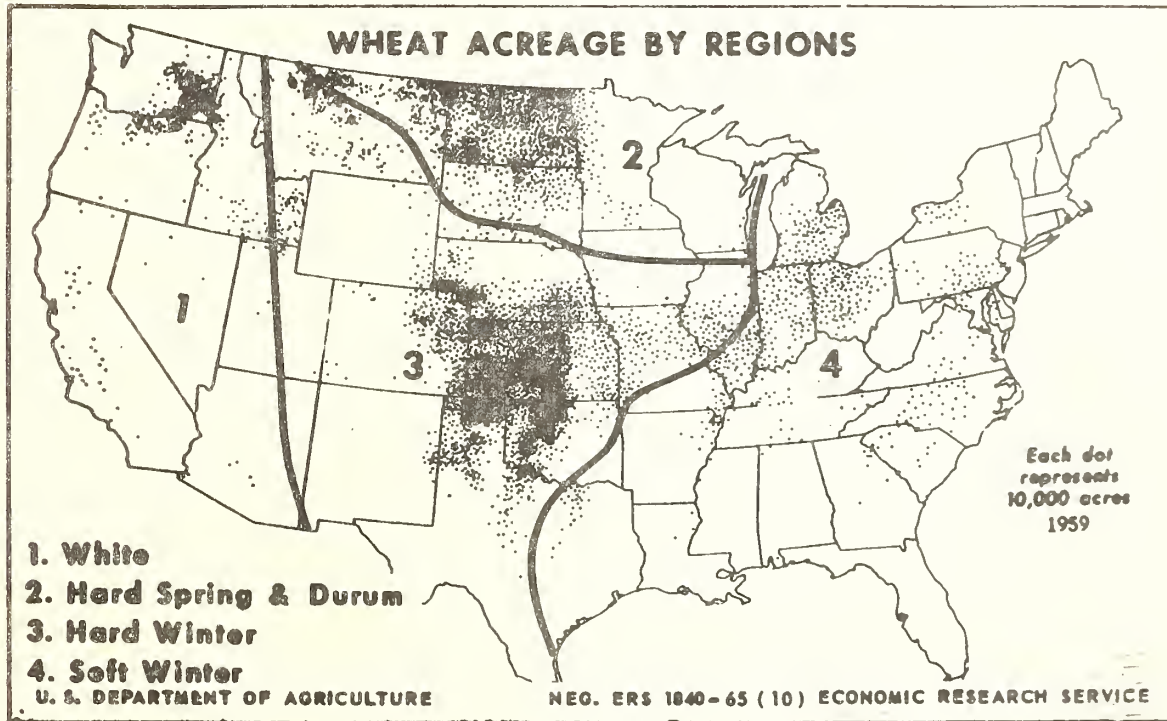 WHEAT ACREAGE BY REGIONS
2
1
3
4
Each dot
represents
10,000 acres
1959
1. White
2. Hard Spring & Durum
3. Hard Winter
4. Soft Winter
U. S. DEPARTMENT OF AGRICULTURE NEG. ERS 1840-65 (10) ECONOMIC RESEARCH SERVICE